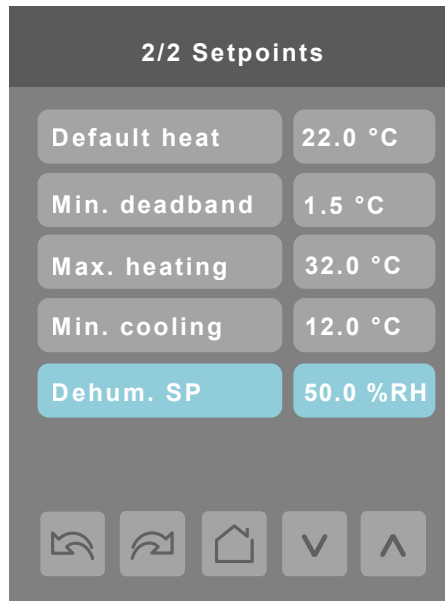 2/2 Setpoints
Default heat 22.0 °C
Min. deadband 1.5 °C
Max. heating 32.0 °C
Min. cooling 12.0 °C
Dehum. SP 50.0 %RH